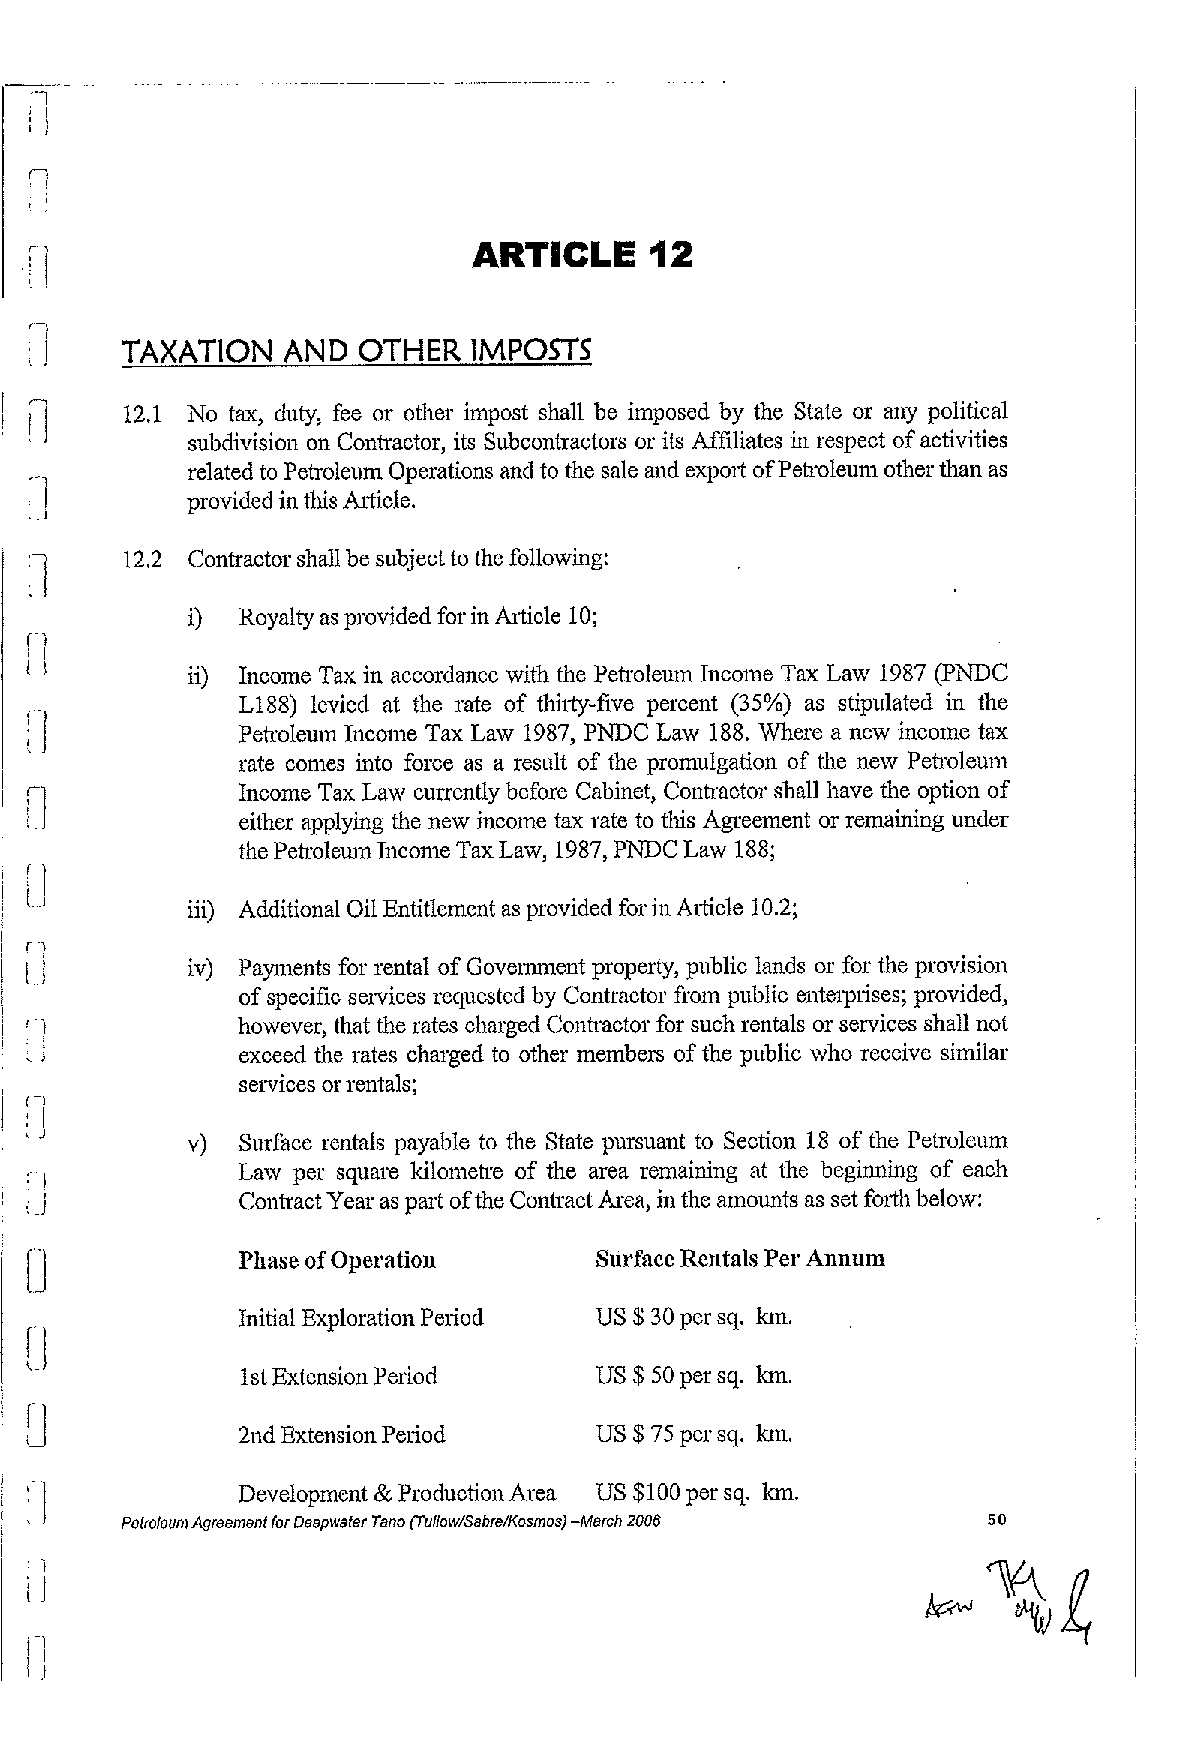 ARTICLE 12
TAXATION AND OTHER IMPOSTS
12.1 No tax, duty, fee or other impost shall be imposed by the State or any political
subdivision on Contractor, its Subcontractors or its Affiliates in respect of activities
related to Petroleum Operations and to the sale and export of Petroleum other than as
provided in this Article.
12.2 Contractor shall be subject to the following:
i) Royalty as provided for in Article 10;
ii) Income Tax in accordance with the Petroleum Income Tax Law 1987 (PNDC
L188) levied at the rate of thirty-five percent (35%) as stipulated in the
Petroleum Income Tax Law 1987, PNDC Law 188. Where a new income tax
rate comes into force as a result of the promulgation of the new Petroleum
Income Tax Law currently before Cabinet, Contractor shall have the option of
either applying the new income tax rate to this Agreement or remaining under
the Petroleum Income Tax Law, 1987, PNDC Law 188;
iii) Additional Oil Entitlement as provided for in Article 10.2;
iv) Payments for rental of Government property, public lands or for the provision
of specific services requested by Contractor from public enterprises; provided,
however, that the rates charged Contractor for such rentals or services shall not
exceed the rates charged to other members of the public who receive similar
services or rentals;
v) Surface rentals payable to the State pursuant to Section 18 of the Petroleum
Law per square kilometre of the area remaining at the beginning of each
Contract Year as part of the Contract Area, in the amounts as set forth below:
Phase of Operation Surface Rentals Per Annum
Initial Exploration Period US $ 30 per sq. km.
1st Extension Period US $ 50 per sq. km.
2nd Extension Period US $ 75 per sq. km.
Development & Production Area US $100 per sq. km.
Petroleum Agreement for Deepwater Tano (Tullow/Sabre/Kosmos) –March 2006 50